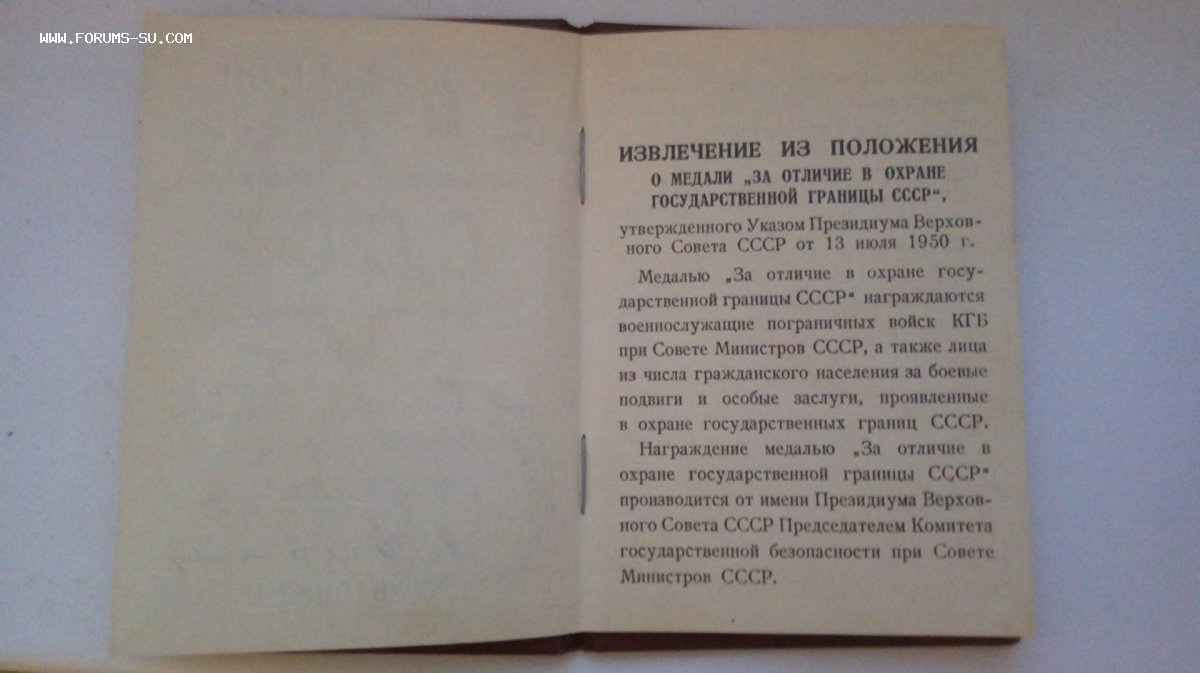 WWW.FORUMS-SU.COM
ИЗВЛЕЧЕНИЕ ИЗ ПОЛОЖЕНИЯ
О МЕДАЛИ „ЗА ОТЛИЧИЕ В ОХРАНЕ
ГОСУДАРСТВЕННОЙ ГРАНИЦЫ СССР“,
утвержденного Указом Президиума Верхов-
ного Совета СССР от 13 июля 1950 г.
Медалью „За отличие в охране госу-
дарственной границы СССР“ награждаются
военнослужащие пограничных войск КГБ
при Совете Министров СССР, а также лица
из числа гражданского населения за боевые
подвиги и особые заслуги, проявленные
в охране государственных границ СССР.
Награждение медалью „За отличие в
охране государственной границы СССР“
производится от имени Президиума Верхов-
ного Совета СССР Председателем Комитета
государственной безопасности при Совете
Министров СССР.